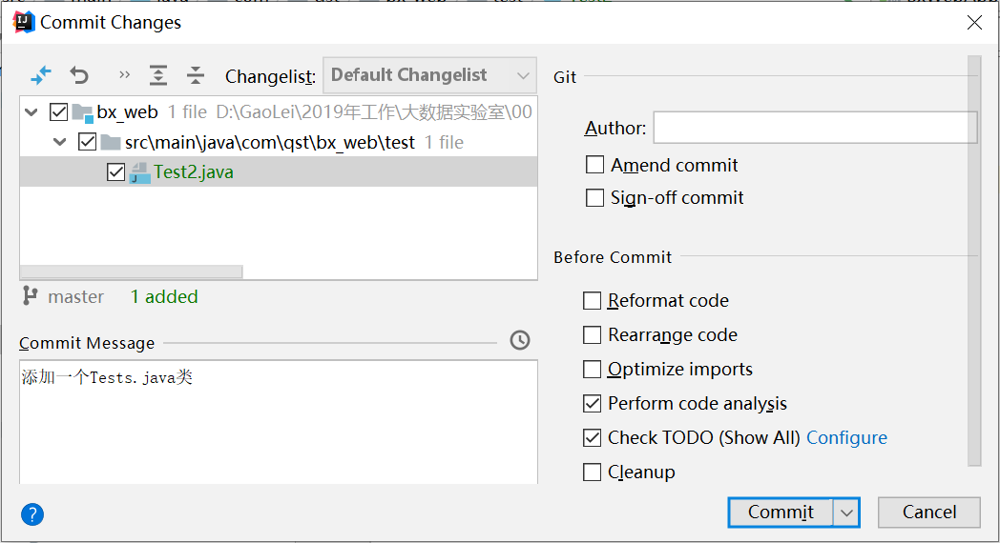 Commit Changes
Changelist: Default Changelist
bx_web 1 file D:\GaoLei\2019年工作\大数据实验室\00
src\main\java\com\qst\bx_web\test 1 file
Test2.java
master 1 added
Commit Message
添加一个Tests.java类
Git
Author:
Amend commit
Sign-off commit
Before Commit
Reformat code
Rearrange code
Optimize imports
Perform code analysis
Check TODO (Show All) Configure
Cleanup
Commit
Cancel